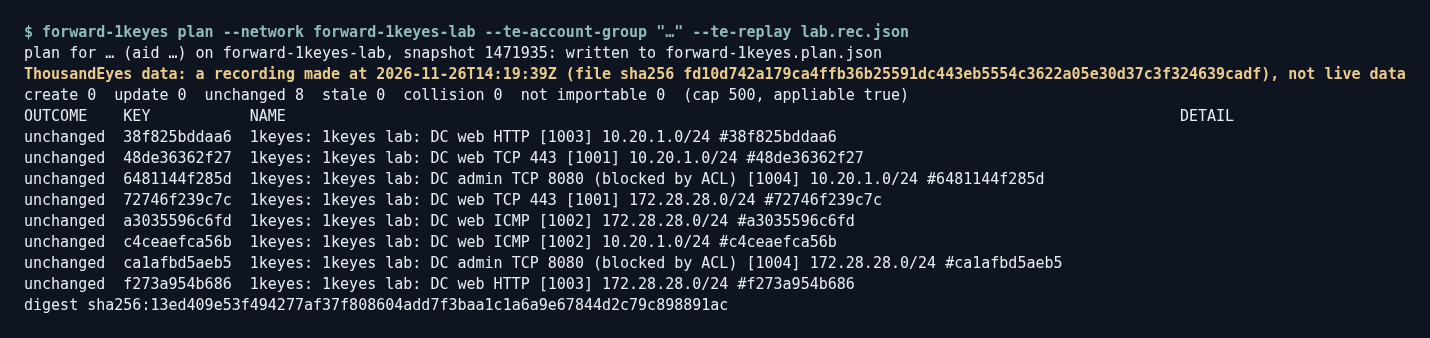 $ forward-1keyes plan --network forward-1keyes-lab --te-account-group "…" --te-replay lab.rec.json
plan for … (aid …) on forward-1keyes-lab, snapshot 1471935: written to forward-1keyes.plan.json
ThousandEyes data: a recording made at 2026-11-26T14:19:39Z (file sha256 fd10d742a179ca4ffb36b25591dc443eb5554c3622a05e30d37c3f324639cadf), not live data
create 0  update 0  unchanged 8  stale 0  collision 0  not importable 0  (cap 500, appliable true)
OUTCOME    KEY           NAME                                                                                                   DETAIL
unchanged  38f825bddaa6  1keyes: 1keyes lab: DC web HTTP [1003] 10.20.1.0/24 #38f825bddaa6
unchanged  48de36362f27  1keyes: 1keyes lab: DC web TCP 443 [1001] 10.20.1.0/24 #48de36362f27
unchanged  6481144f285d  1keyes: 1keyes lab: DC admin TCP 8080 (blocked by ACL) [1004] 10.20.1.0/24 #6481144f285d
unchanged  72746f239c7c  1keyes: 1keyes lab: DC web TCP 443 [1001] 172.28.28.0/24 #72746f239c7c
unchanged  a3035596c6fd  1keyes: 1keyes lab: DC web ICMP [1002] 172.28.28.0/24 #a3035596c6fd
unchanged  c4ceaefca56b  1keyes: 1keyes lab: DC web ICMP [1002] 10.20.1.0/24 #c4ceaefca56b
unchanged  ca1afbd5aeb5  1keyes: 1keyes lab: DC admin TCP 8080 (blocked by ACL) [1004] 172.28.28.0/24 #ca1afbd5aeb5
unchanged  f273a954b686  1keyes: 1keyes lab: DC web HTTP [1003] 172.28.28.0/24 #f273a954b686
digest sha256:13ed409e53f494277af37f808604add7f3baa1c1a6a9e67844d2c79c898891ac